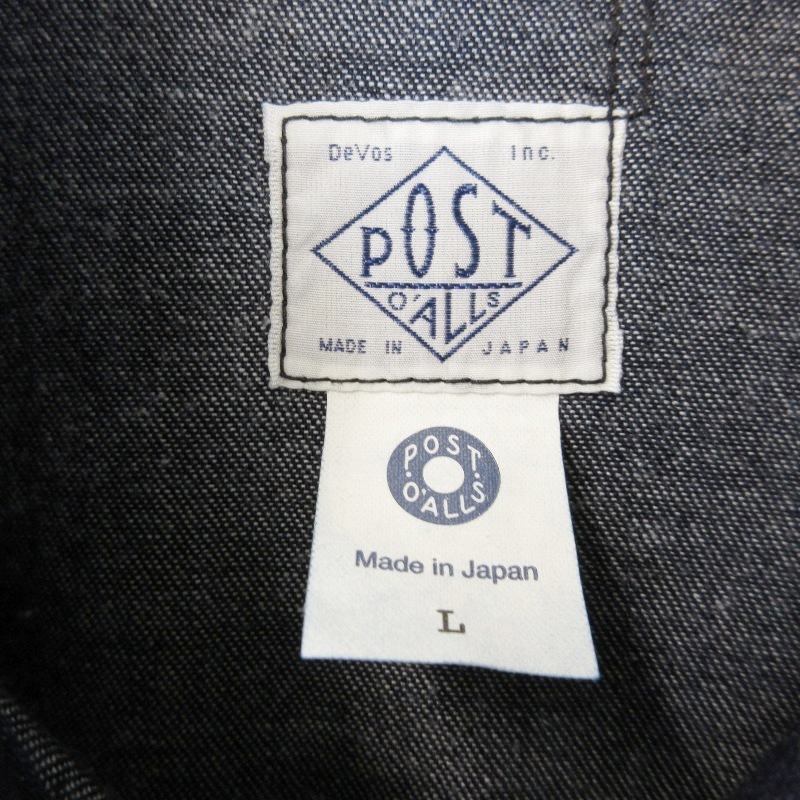 DeVos Inc.
POST
O'ALLS
MADE IN JAPAN
POST
O'ALLS
Made in Japan
L